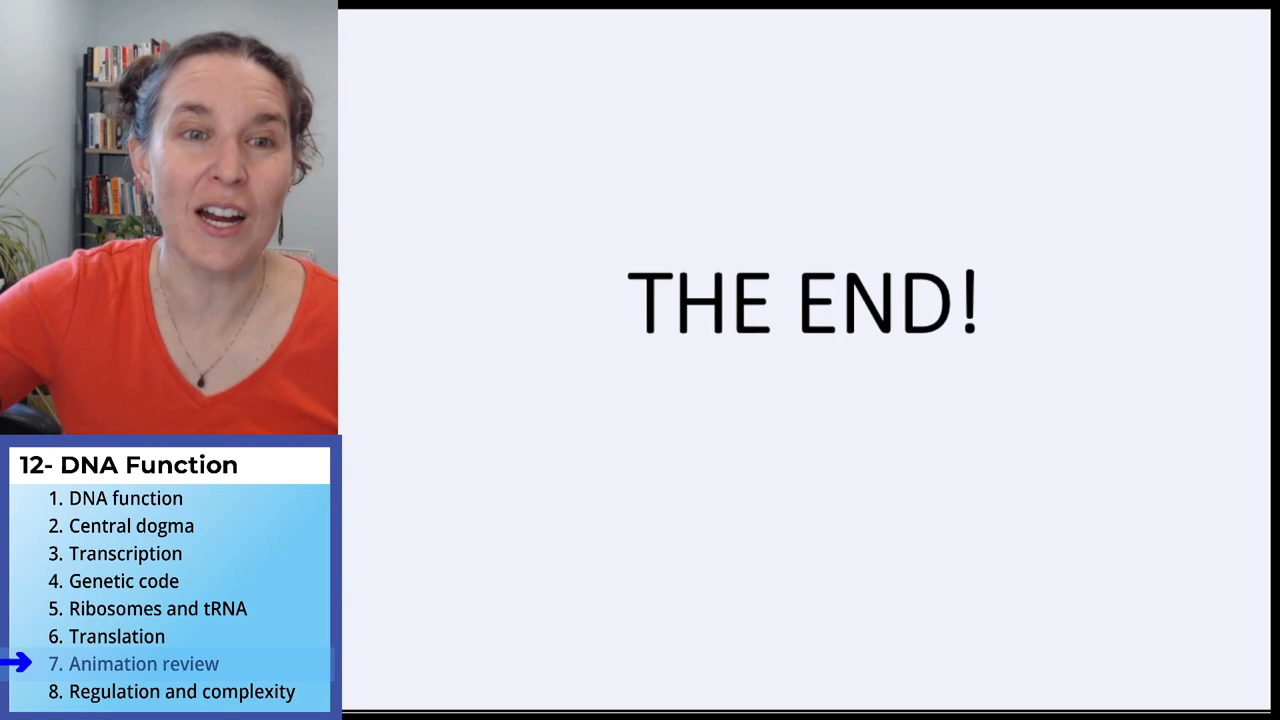 THE END!
12- DNA Function
1. DNA function
2. Central dogma
3. Transcription
4. Genetic code
5. Ribosomes and tRNA
6. Translation
7. Animation review
8. Regulation and complexity